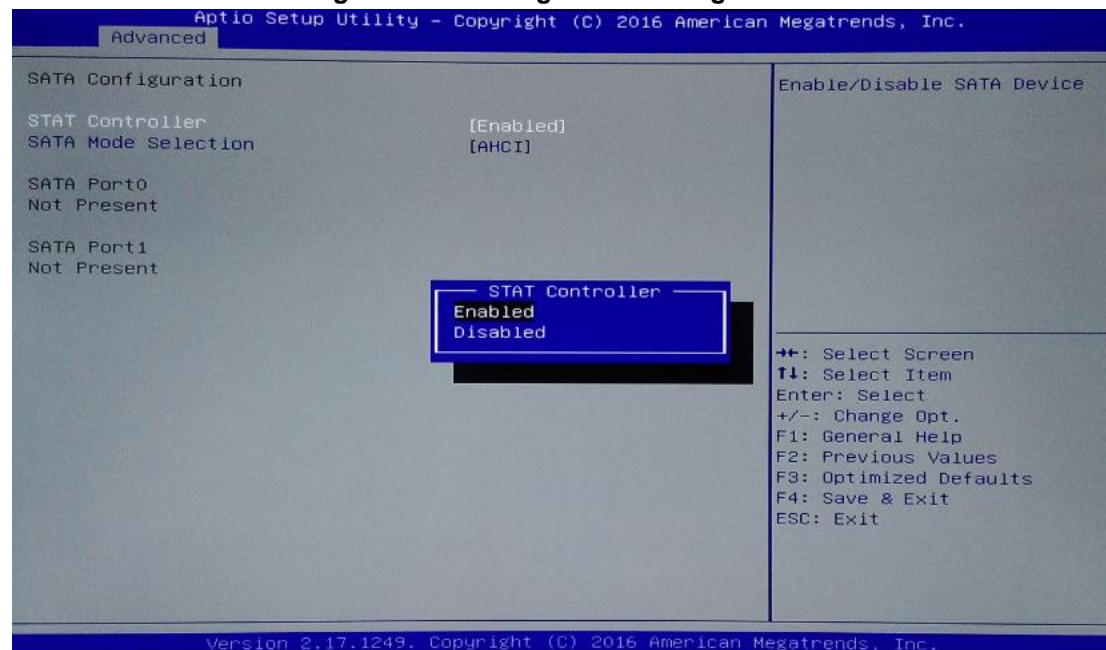 Aptio Setup Utility – Copyright (C) 2016 American Megatrends, Inc.
Advanced
SATA Configuration
STAT Controller [Enabled]
SATA Mode Selection [AHCI]
SATA Port0
Not Present
SATA Port1
Not Present
STAT Controller
Enabled
Disabled
Enable/Disable SATA Device
→←: Select Screen
↑↓: Select Item
Enter: Select
+/-: Change Opt.
F1: General Help
F2: Previous Values
F3: Optimized Defaults
F4: Save & Exit
ESC: Exit
Version 2.17.1249. Copyright (C) 2016 American Megatrends, Inc.